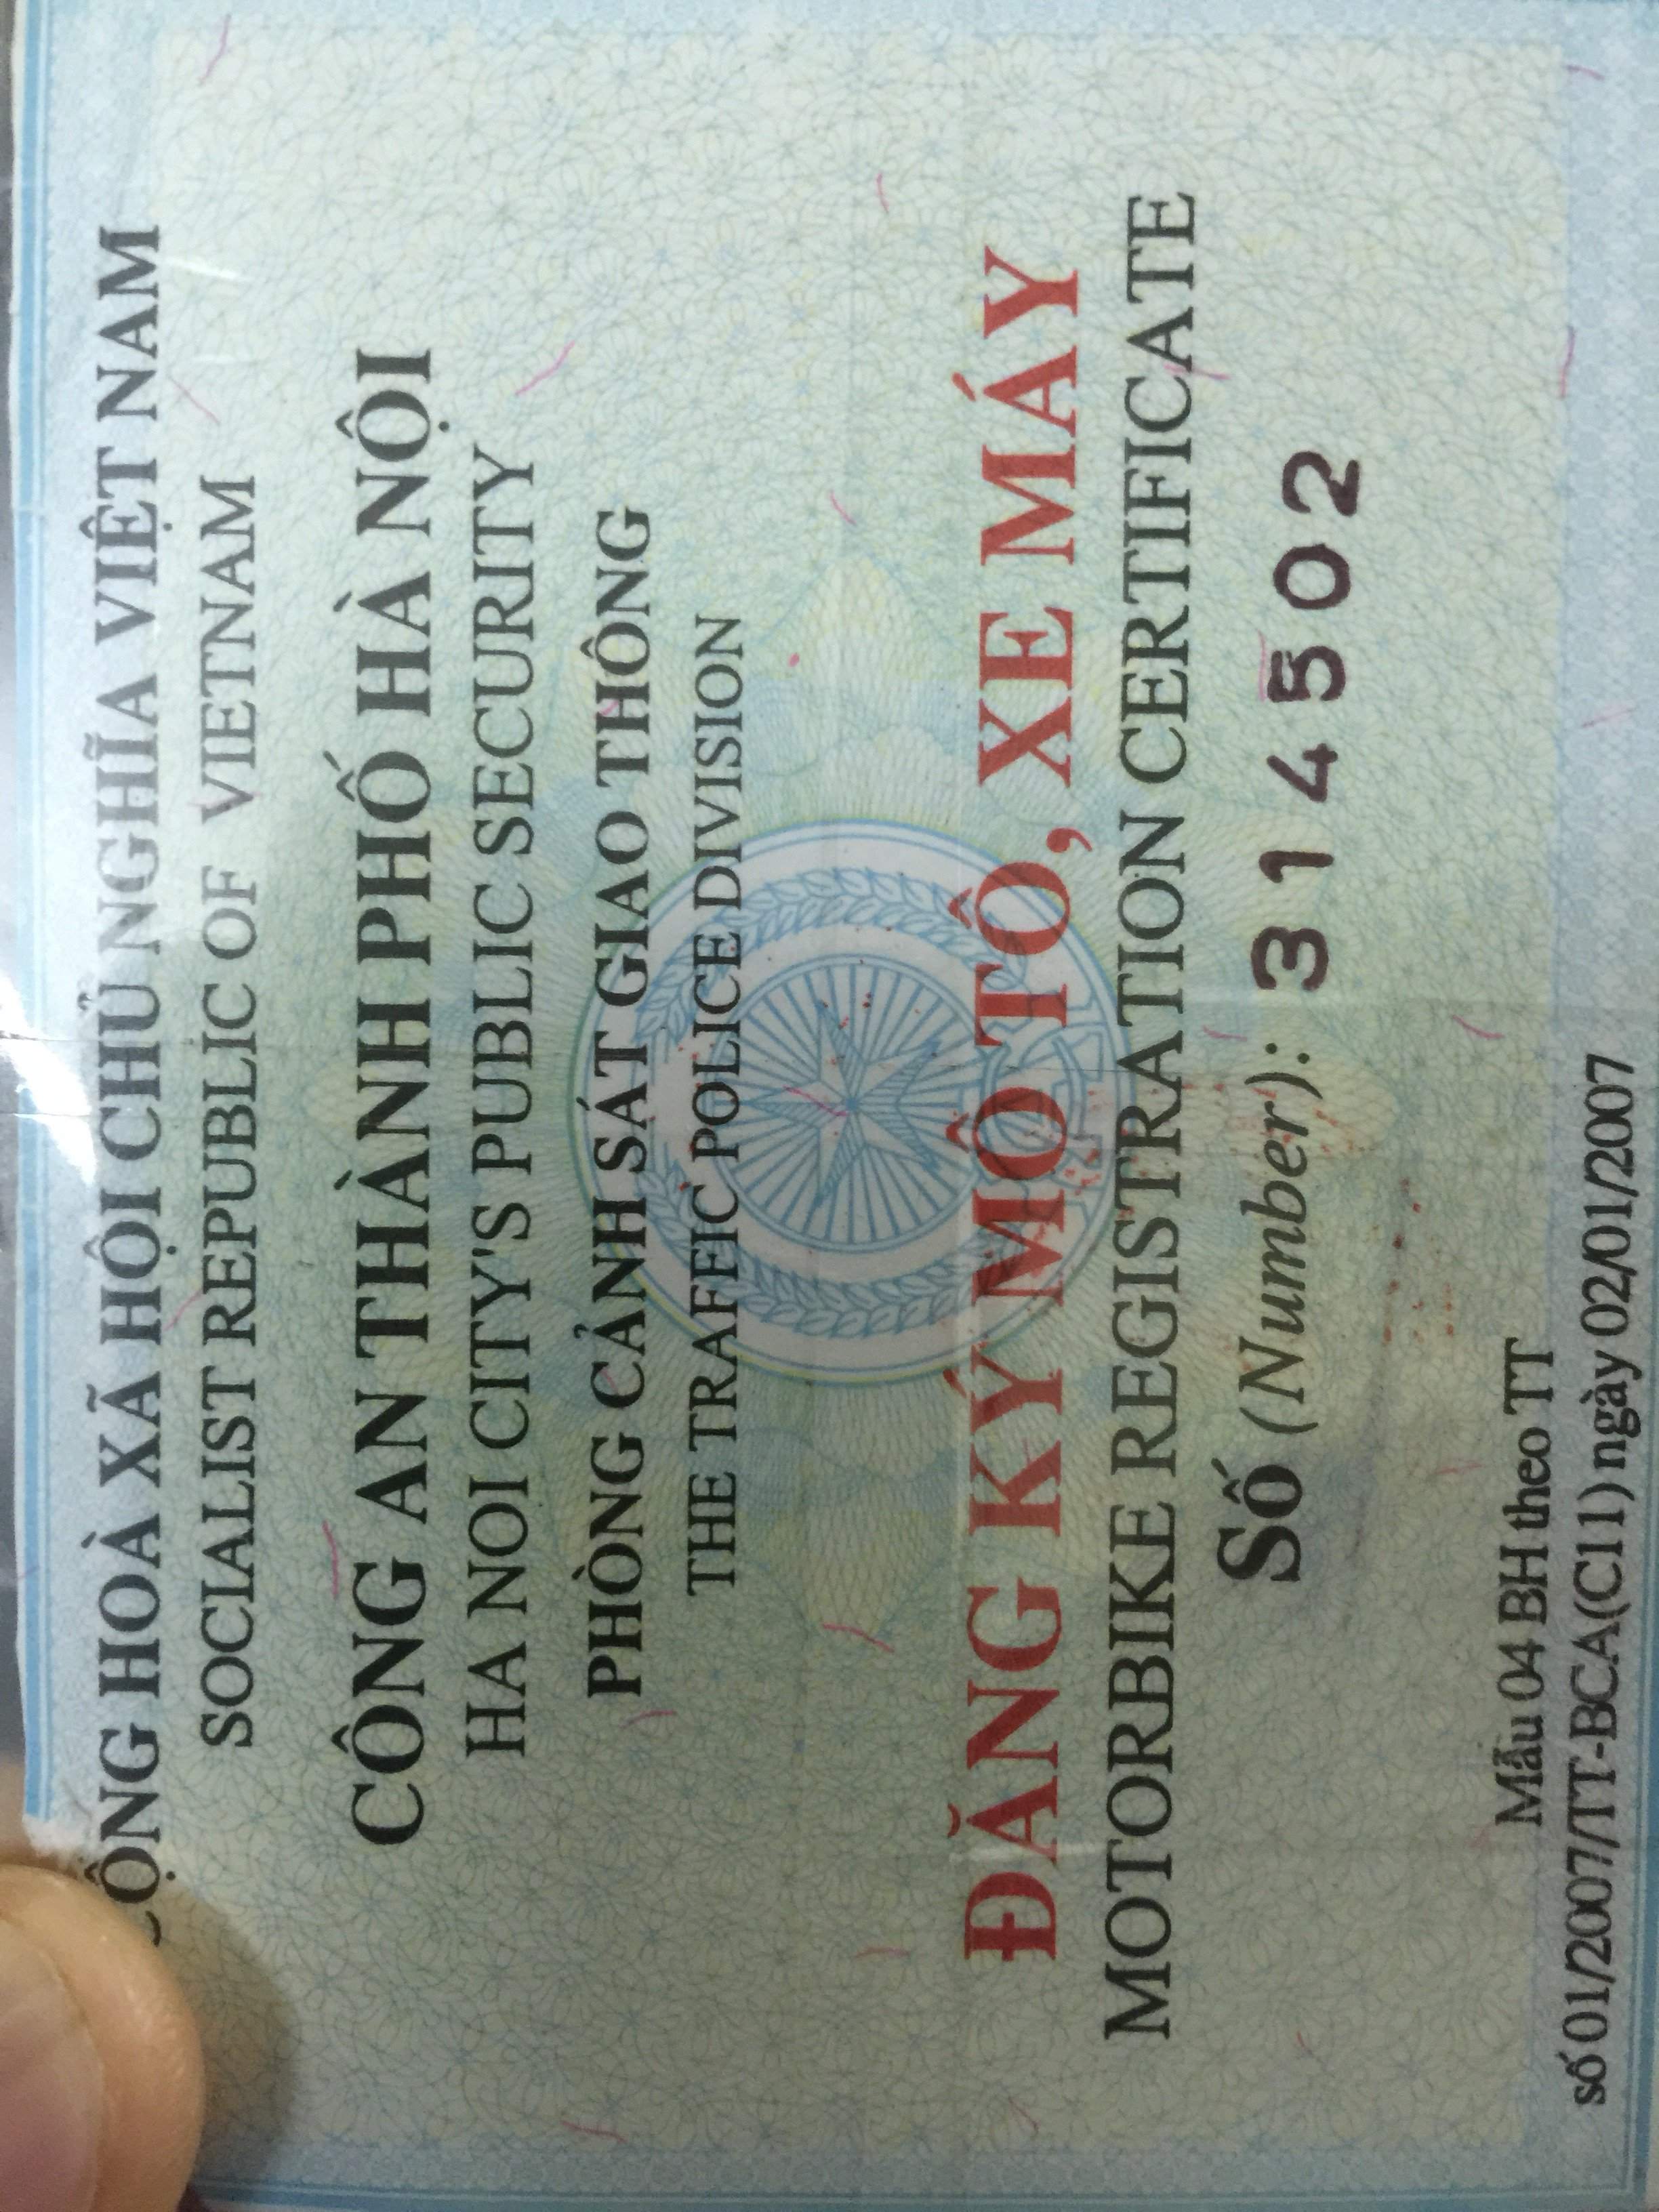 CỘNG HOÀ XÃ HỘI CHỦ NGHĨA VIỆT NAM
SOCIALIST REPUBLIC OF VIETNAM
CÔNG AN THÀNH PHỐ HÀ NỘI
HA NOI CITY'S PUBLIC SECURITY
PHÒNG CẢNH SÁT GIAO THÔNG
THE TRAFFIC POLICE DIVISION
ĐĂNG KÝ MÔ TÔ, XE MÁY
MOTORBIKE REGISTRATION CERTIFICATE
Số (Number): 314502
Mẫu 04 BH theo TT
số 01/2007/TT-BCA(C11) ngày 02/01/2007